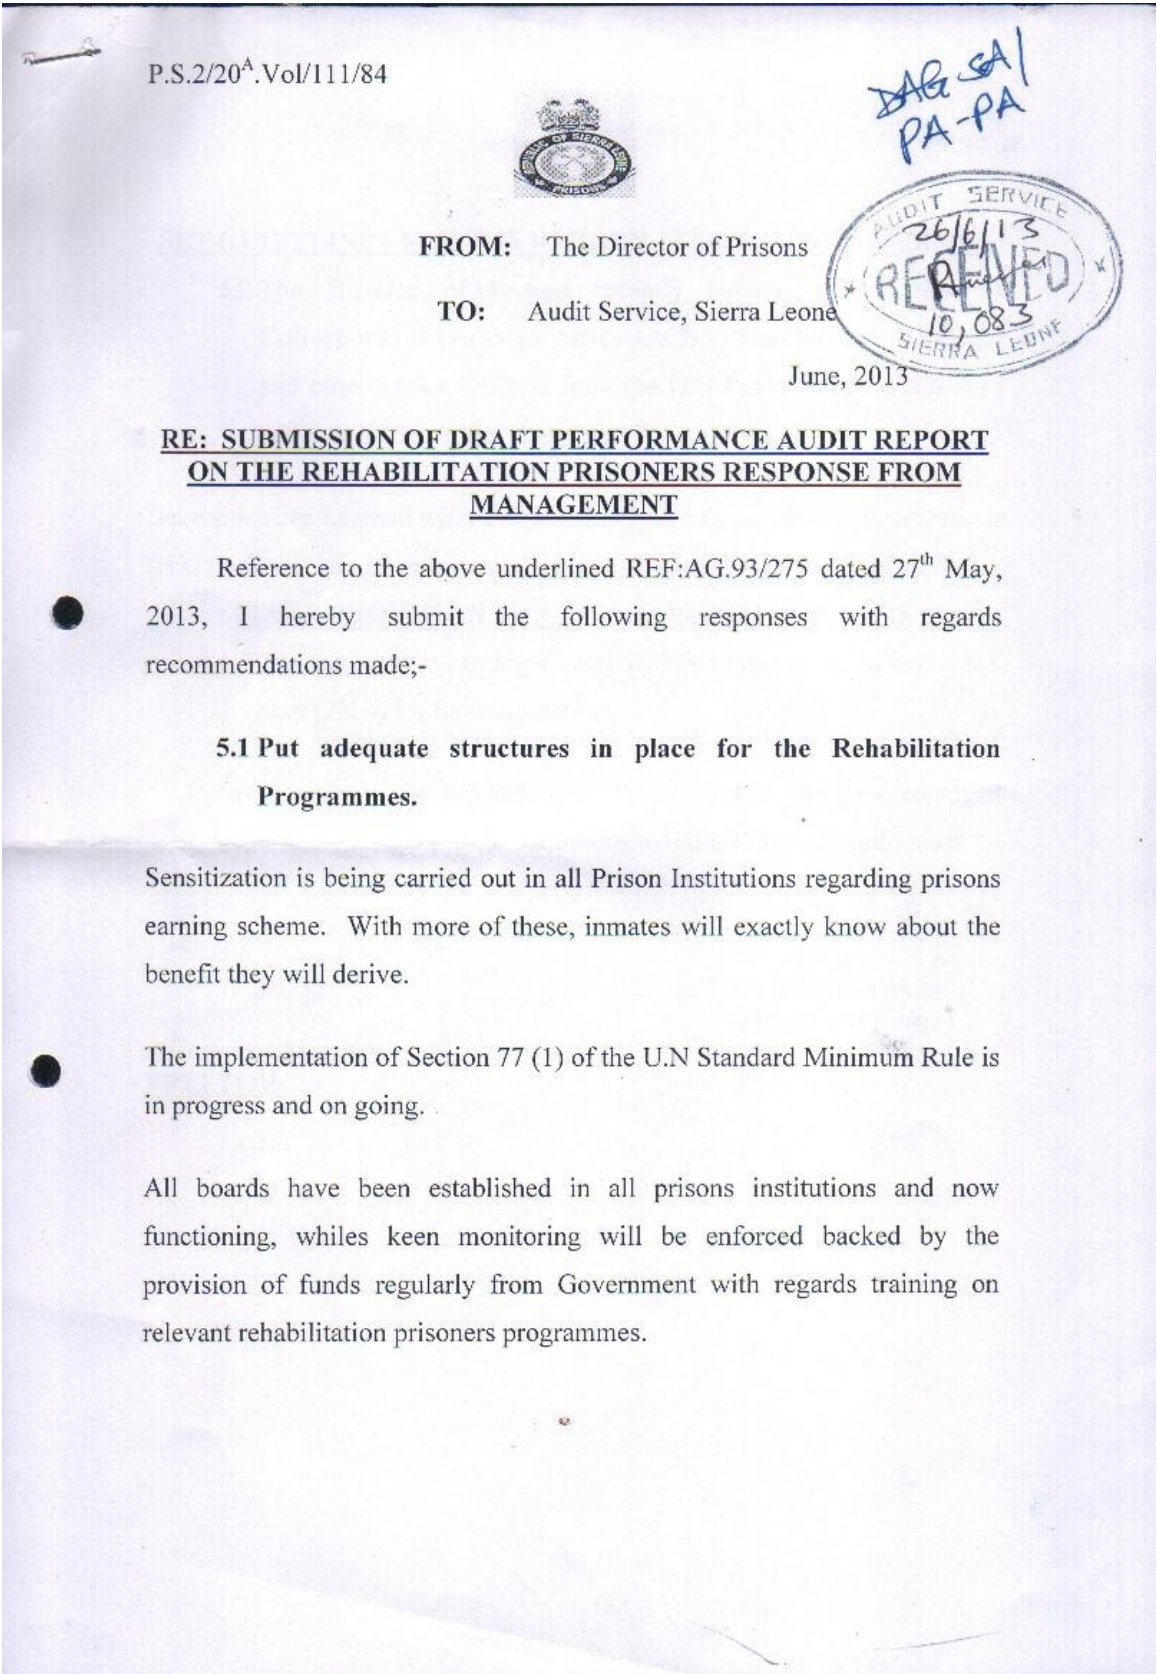 P.S.2/20ᴬ.Vol/111/84
DAG SA/
PA-PA
REPUBLIC OF SIERRA LEONE
PRISONS
AUDIT SERVICE
26/6/13
RECEIVED
10,083
SIERRA LEONE
FROM: The Director of Prisons
TO: Audit Service, Sierra Leone
June, 2013
RE: SUBMISSION OF DRAFT PERFORMANCE AUDIT REPORT
ON THE REHABILITATION PRISONERS RESPONSE FROM
MANAGEMENT
Reference to the above underlined REF:AG.93/275 dated 27th May,
2013, I hereby submit the following responses with regards
recommendations made;-
5.1 Put adequate structures in place for the Rehabilitation
Programmes.
Sensitization is being carried out in all Prison Institutions regarding prisons
earning scheme. With more of these, inmates will exactly know about the
benefit they will derive.
The implementation of Section 77 (1) of the U.N Standard Minimum Rule is
in progress and on going.
All boards have been established in all prisons institutions and now
functioning, whiles keen monitoring will be enforced backed by the
provision of funds regularly from Government with regards training on
relevant rehabilitation prisoners programmes.